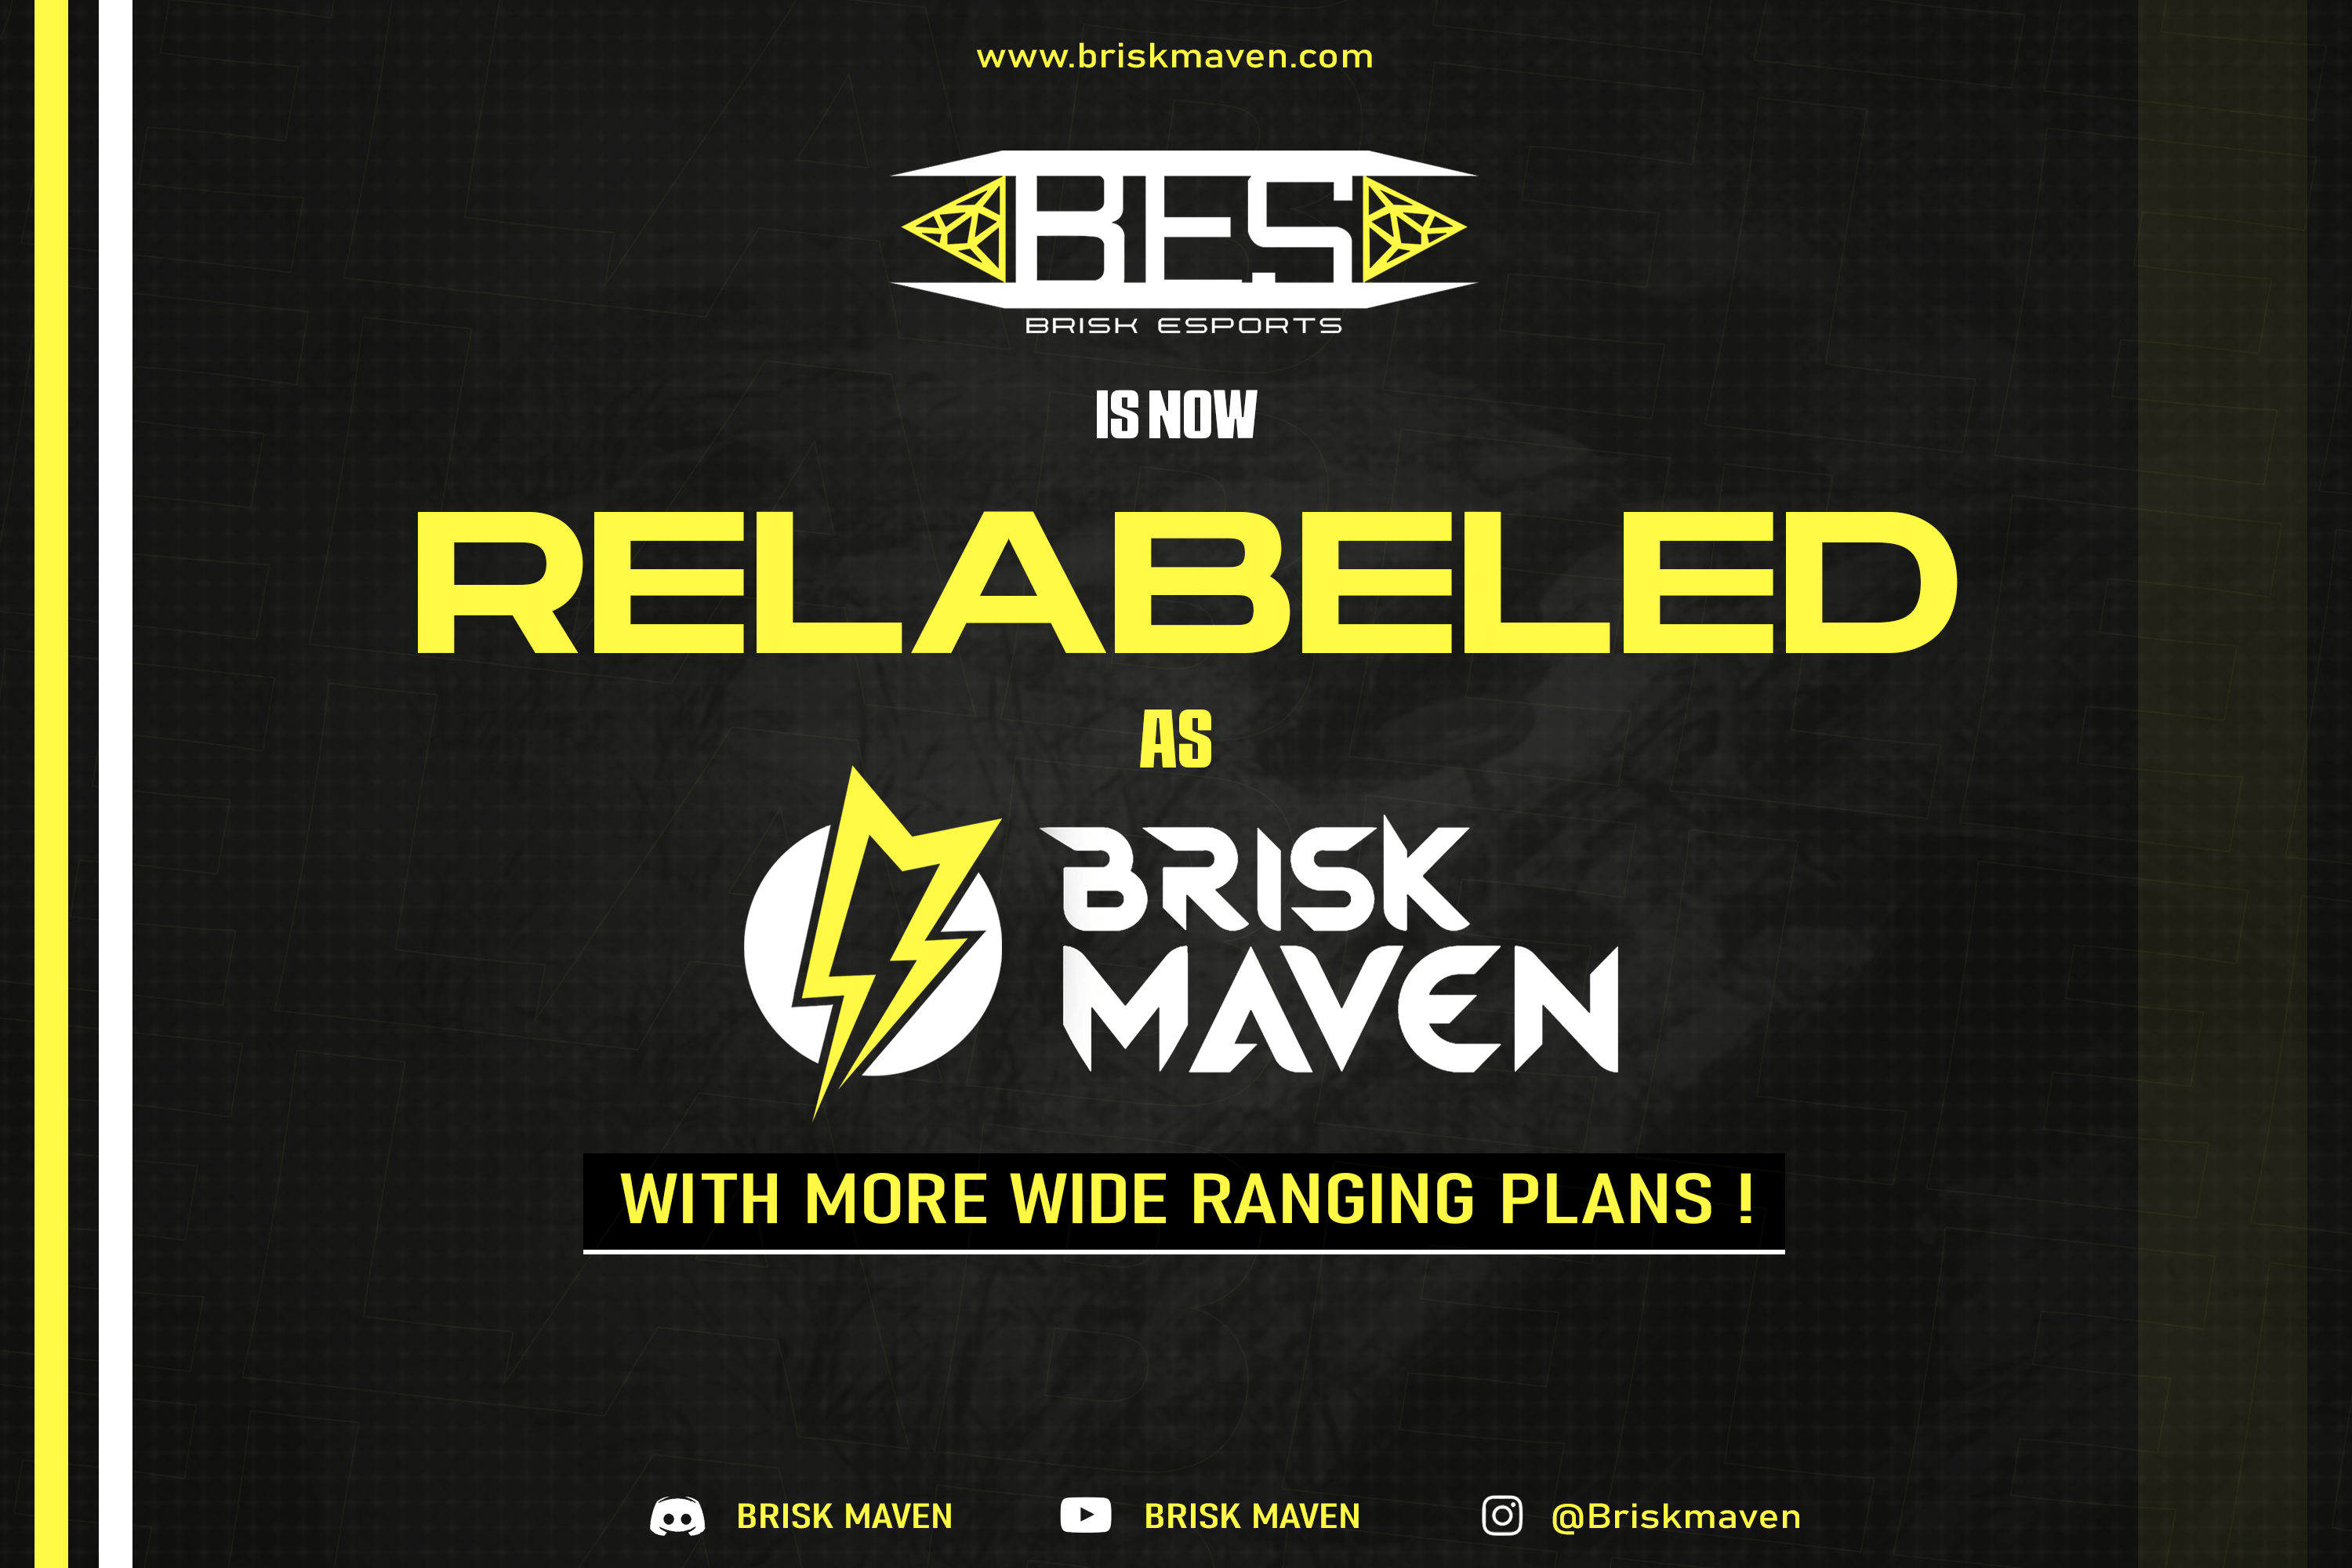 www.briskmaven.com
BES
BRISK ESPORTS
IS NOW
RELABELED
AS
BRISK
MAVEN
WITH MORE WIDE RANGING PLANS !
BRISK MAVEN
BRISK MAVEN
@Briskmaven